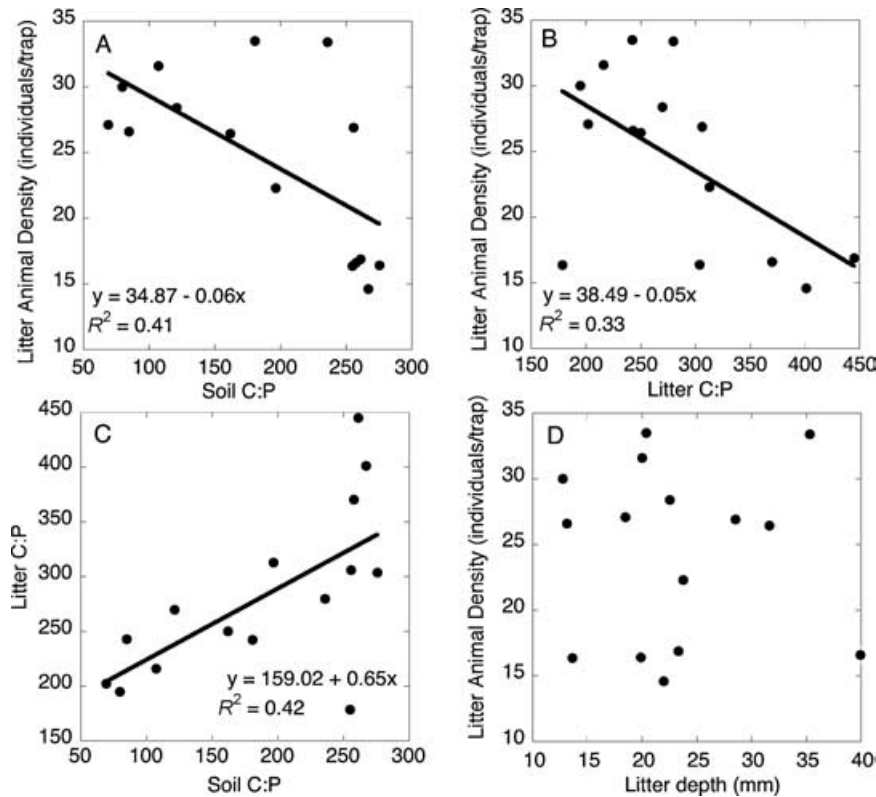 A
Litter Animal Density (individuals/trap)
35
30
25
20
15
10
y = 34.87 - 0.06x
R² = 0.41
50 100 150 200 250 300
Soil C:P
B
Litter Animal Density (individuals/trap)
35
30
25
20
15
10
y = 38.49 - 0.05x
R² = 0.33
150 200 250 300 350 400 450
Litter C:P
C
Litter C:P
450
400
350
300
250
200
150
y = 159.02 + 0.65x
R² = 0.42
50 100 150 200 250 300
Soil C:P
D
Litter Animal Density (individuals/trap)
35
30
25
20
15
10
10 15 20 25 30 35 40
Litter depth (mm)